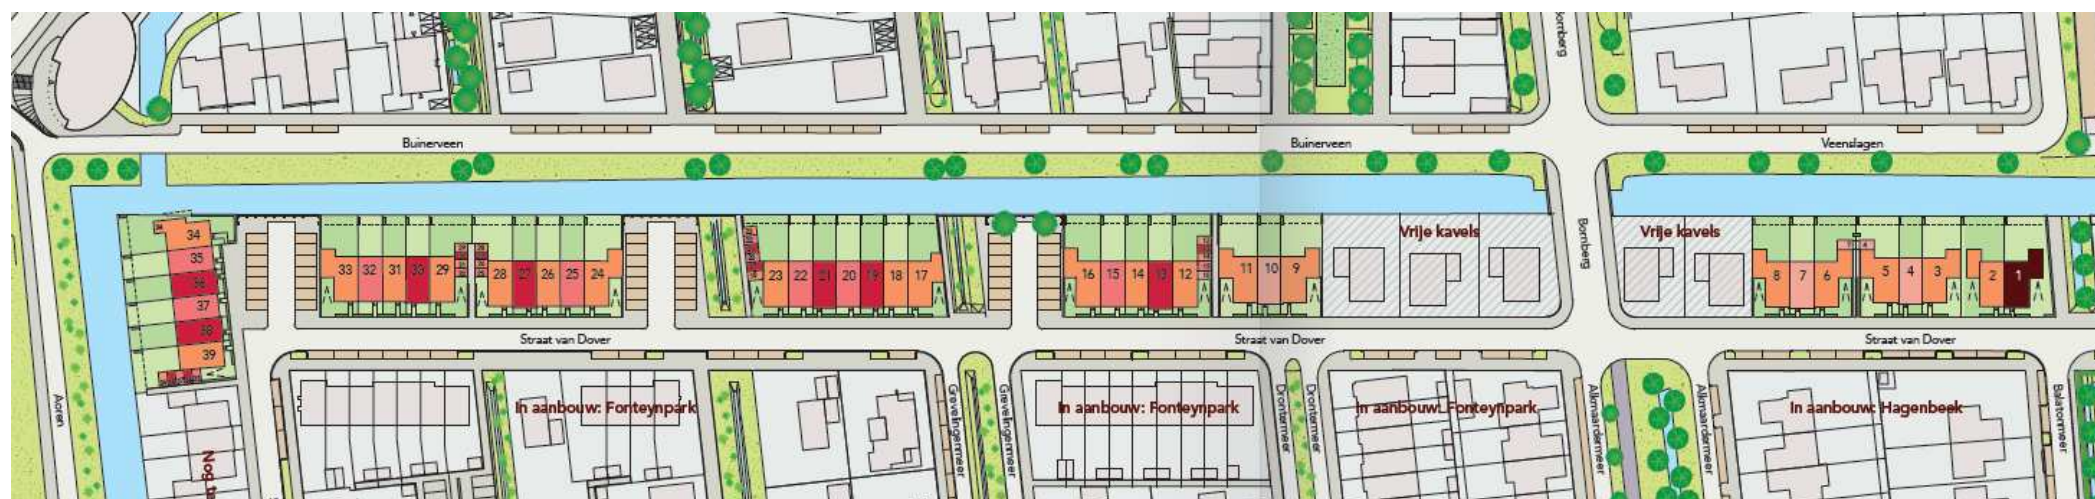 Bornberg
Buinerveen
Buinerveen
Veenslagen
34
35
36
37
38
39
33
32
31
33
29
28
27
26
25
24
23
22
21
20
19
18
17
16
15
14
13
12
11
10
9
Vrije kavels
Bornberg
Vrije kavels
8
7
6
5
4
3
2
1
Straat van Dover
Straat van Dover
Straat van Dover
Aoren
In aanbouw: Fonteynpark
Grevelingenmeer
Grevelingenmeer
In aanbouw: Fonteynpark
Drontermeer
Drontermeer
In aanbouw: Fonteynpark
Alkmaardermeer
Alkmaardermeer
In aanbouw: Hagenbeek
Balatonmeer